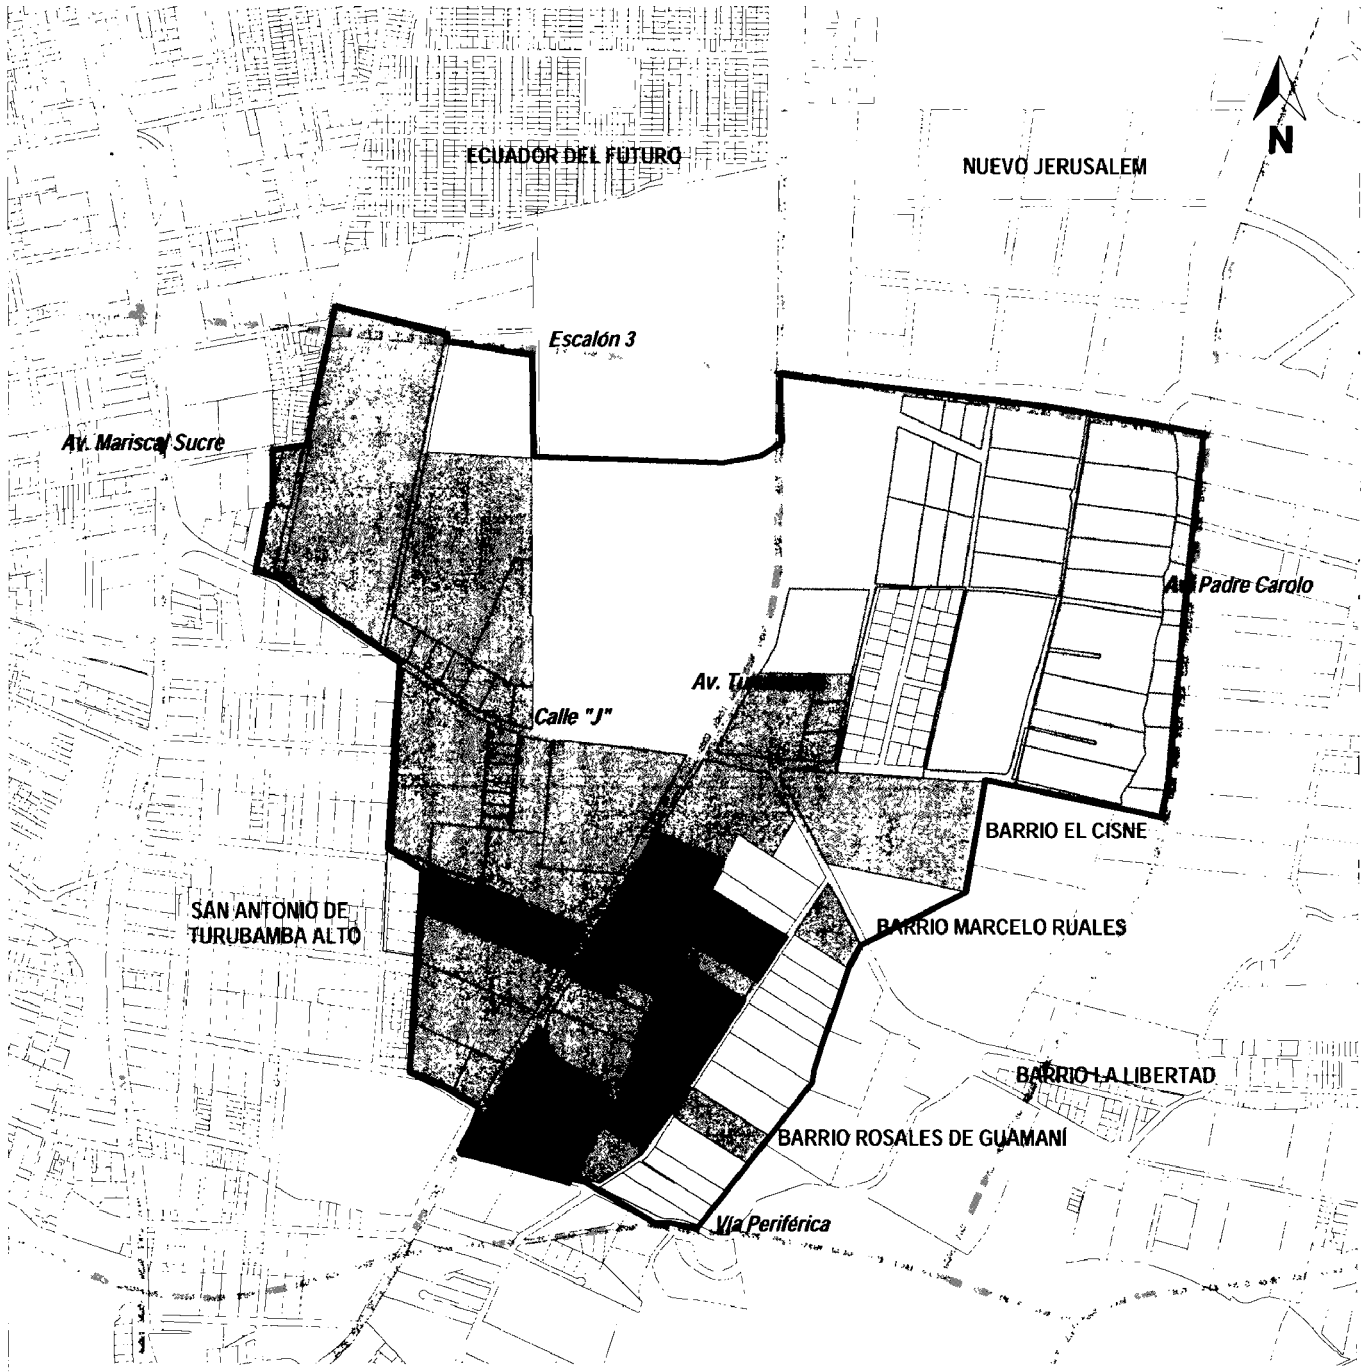 ECUADOR DEL FUTURO
NUEVO JERUSALEM
N
Escalón 3
Av. Mariscal Sucre
Av. Padre Carolo
Av.
Calle "J"
BARRIO EL CISNE
SAN ANTONIO DE
TURUBAMBA ALTO
BARRIO MARCELO RUALES
BARRIO LA LIBERTAD
BARRIO ROSALES DE GUAMANÍ
Vía Periférica